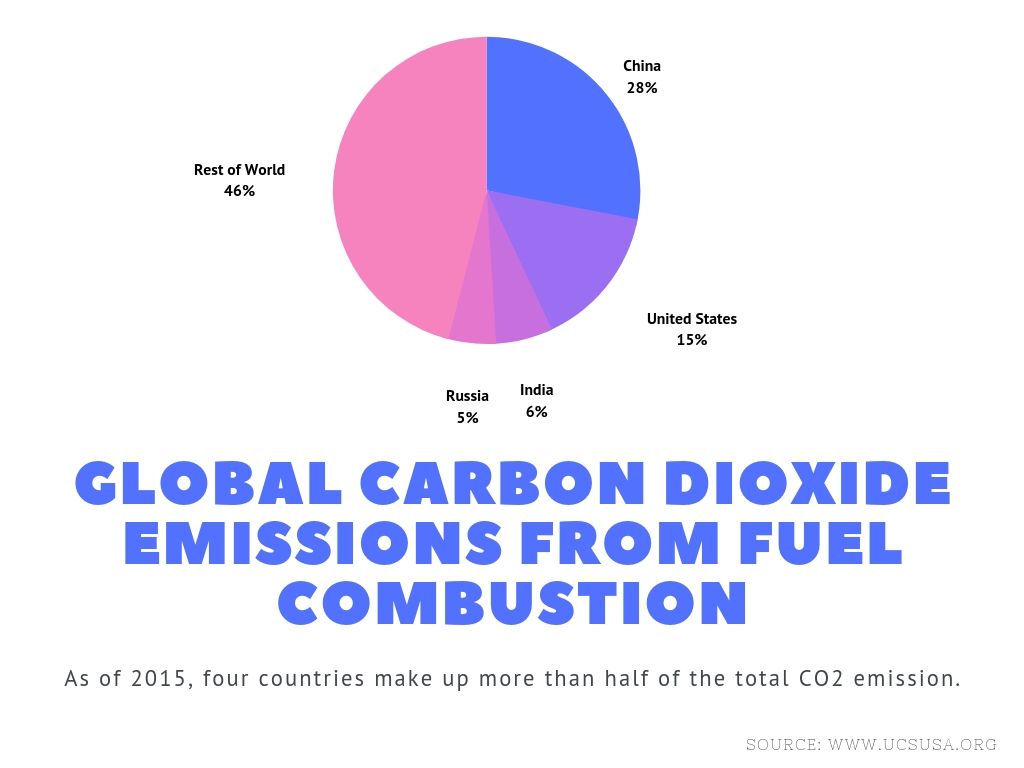 China
28%
Rest of World
46%
United States
15%
Russia
5%
India
6%
GLOBAL CARBON DIOXIDE
EMISSIONS FROM FUEL
COMBUSTION
As of 2015, four countries make up more than half of the total CO2 emission.
SOURCE: WWW.UCSUSA.ORG